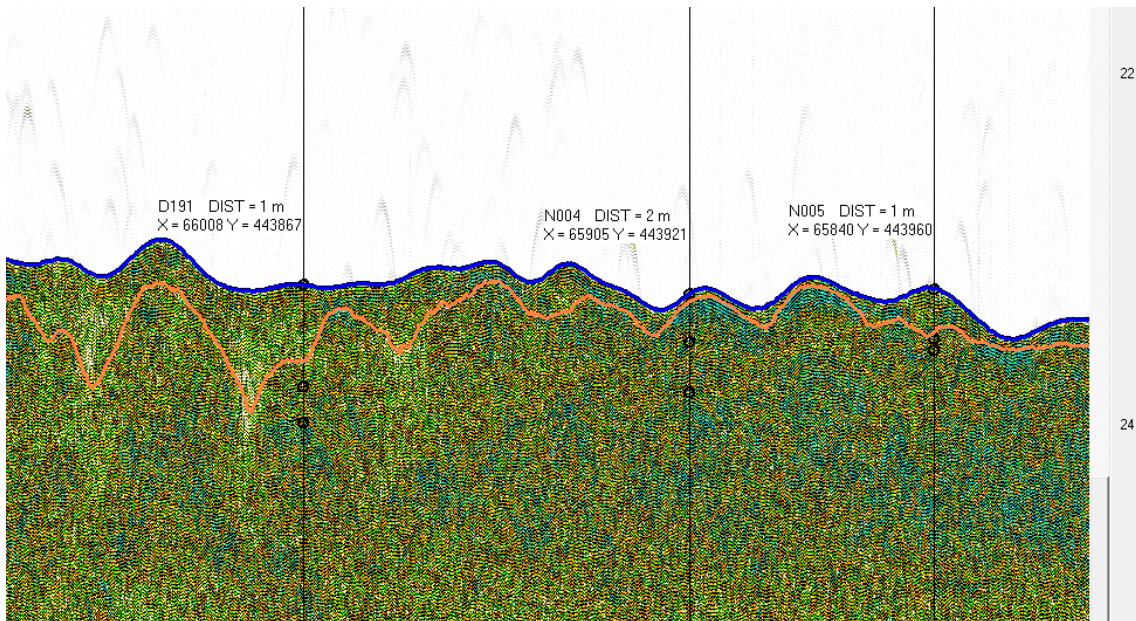 22
D191 DIST = 1 m
X = 66008 Y = 443867
N004 DIST = 2 m
X = 65905 Y = 443921
N005 DIST = 1 m
X = 65840 Y = 443960
24